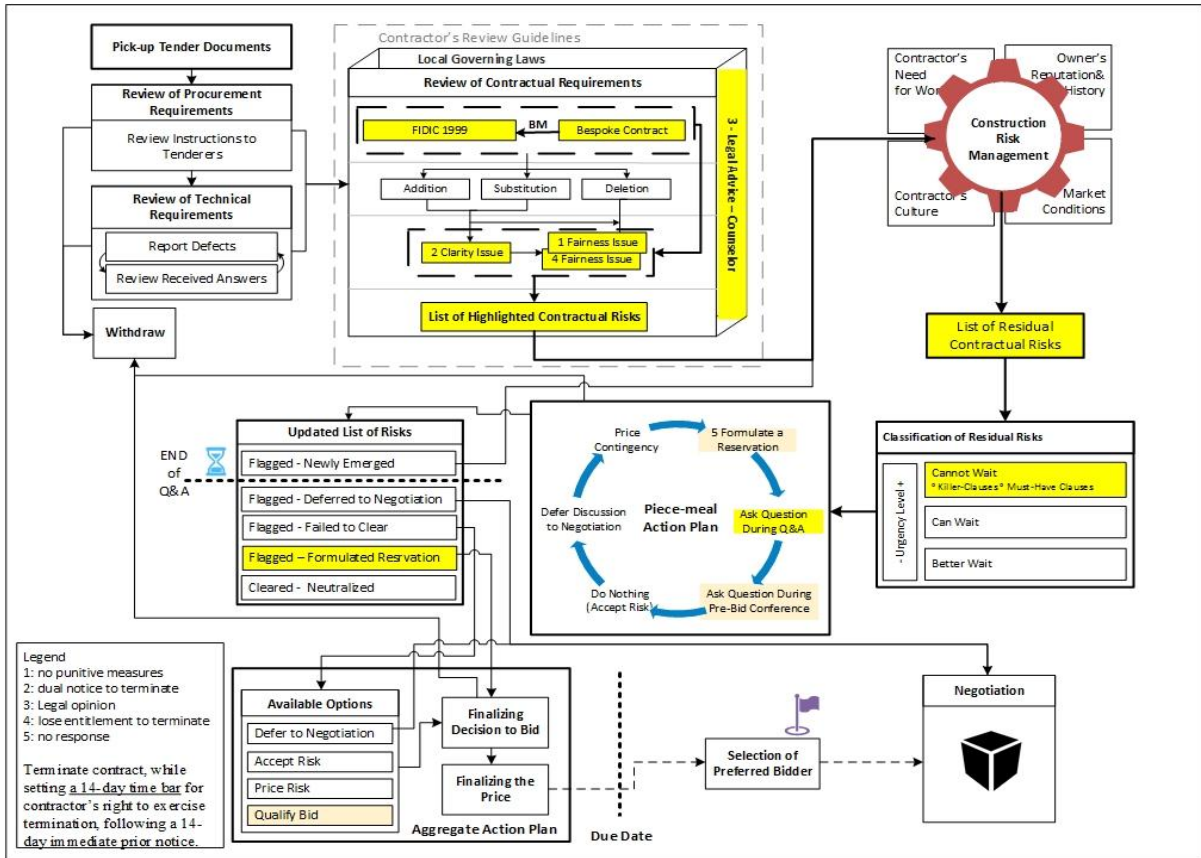 Pick-up Tender Documents
Review of Procurement
Requirements
Review Instructions to
Tenderers
Review of Technical
Requirements
Report Defects
Review Received Answers
Withdraw
Contractor's Review Guidelines
Local Governing Laws
Review of Contractual Requirements
FIDIC 1999
BM
Bespoke Contract
Addition
Substitution
Deletion
2 Clarity Issue
1 Fairness Issue
4 Fairness Issue
List of Highlighted Contractual Risks
3 - Legal Advice – Counselor
Contractor's
Need
for Wor
Owner's
Reputation&
History
Construction
Risk
Management
Contractor's
Culture
Market
Conditions
List of Residual
Contractual Risks
Classification of Residual Risks
- Urgency Level +
Cannot Wait
* Killer-Clauses * Must-Have Clauses
Can Wait
Better Wait
Updated List of Risks
END
of
Q&A
Flagged - Newly Emerged
Flagged - Deferred to Negotiation
Flagged - Failed to Clear
Flagged – Formulated Resrvation
Cleared - Neutralized
Price
Contingency
5 Formulate a
Reservation
Defer Discussion
to Negotiation
Piece-meal
Action Plan
Ask Question
During Q&A
Do Nothing
(Accept Risk)
Ask Question During
Pre-Bid Conference
Legend
1: no punitive measures
2: dual notice to terminate
3: Legal opinion
4: lose entitlement to terminate
5: no response
Terminate contract, while
setting a 14-day time bar for
contractor's right to exercise
termination, following a 14-
day immediate prior notice.
Available Options
Defer to Negotiation
Accept Risk
Price Risk
Qualify Bid
Finalizing
Decision to Bid
Finalizing the
Price
Aggregate Action Plan
Due Date
Selection of
Preferred Bidder
Negotiation